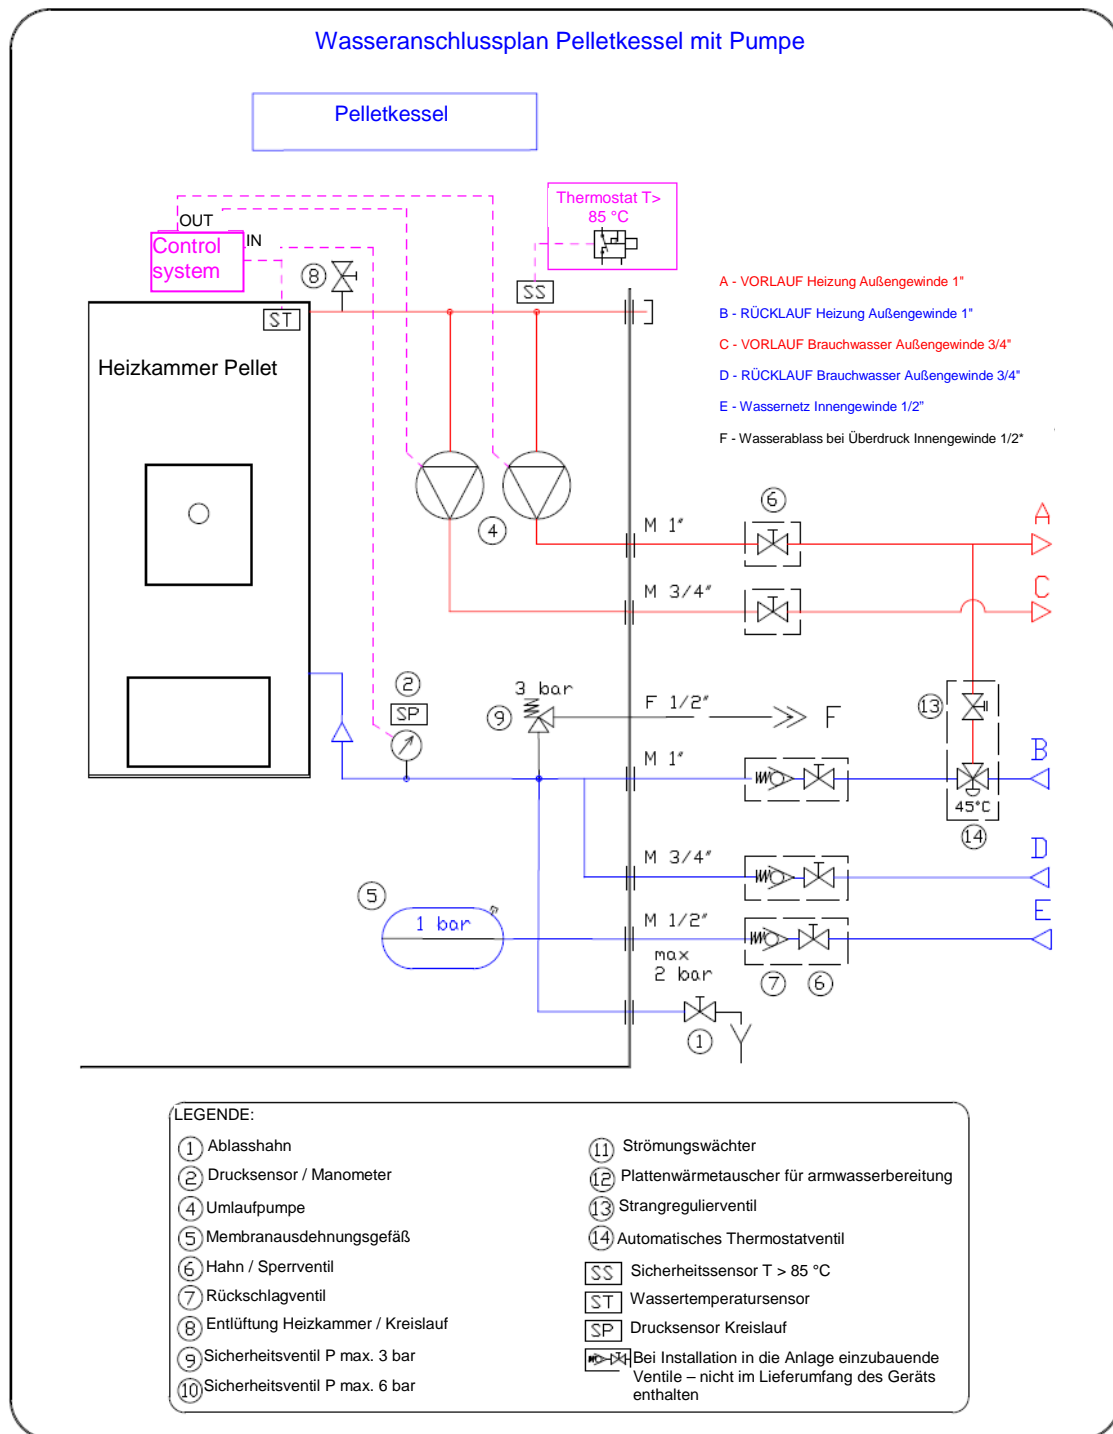 Wasseranschlussplan Pelletkessel mit Pumpe
Pelletkessel
Thermostat T>
85 °C
OUT
IN
Control
system
8
SS
ST
Heizkammer Pellet
A - VORLAUF Heizung Außengewinde 1"
B - RÜCKLAUF Heizung Außengewinde 1"
C - VORLAUF Brauchwasser Außengewinde 3/4"
D - RÜCKLAUF Brauchwasser Außengewinde 3/4"
E - Wassernetz Innengewinde 1/2"
F - Wasserablass bei Überdruck Innengewinde 1/2*
6
4
M 1"
A
M 3/4"
C
2
SP
3 bar
9
F 1/2"
F
13
M 1"
B
45°C
14
M 3/4"
D
5
1 bar
M 1/2"
E
max
2 bar
7
6
1
LEGENDE:
1 Ablasshahn
2 Drucksensor / Manometer
4 Umlaufpumpe
5 Membranausdehnungsgefäß
6 Hahn / Sperrventil
7 Rückschlagventil
8 Entlüftung Heizkammer / Kreislauf
9 Sicherheitsventil P max. 3 bar
10 Sicherheitsventil P max. 6 bar
11 Strömungswächter
12 Plattenwärmetauscher für armwasserbereitung
13 Strangregulierventil
14 Automatisches Thermostatventil
SS Sicherheitssensor T > 85 °C
ST Wassertemperatursensor
SP Drucksensor Kreislauf
Bei Installation in die Anlage einzubauende
Ventile – nicht im Lieferumfang des Geräts
enthalten